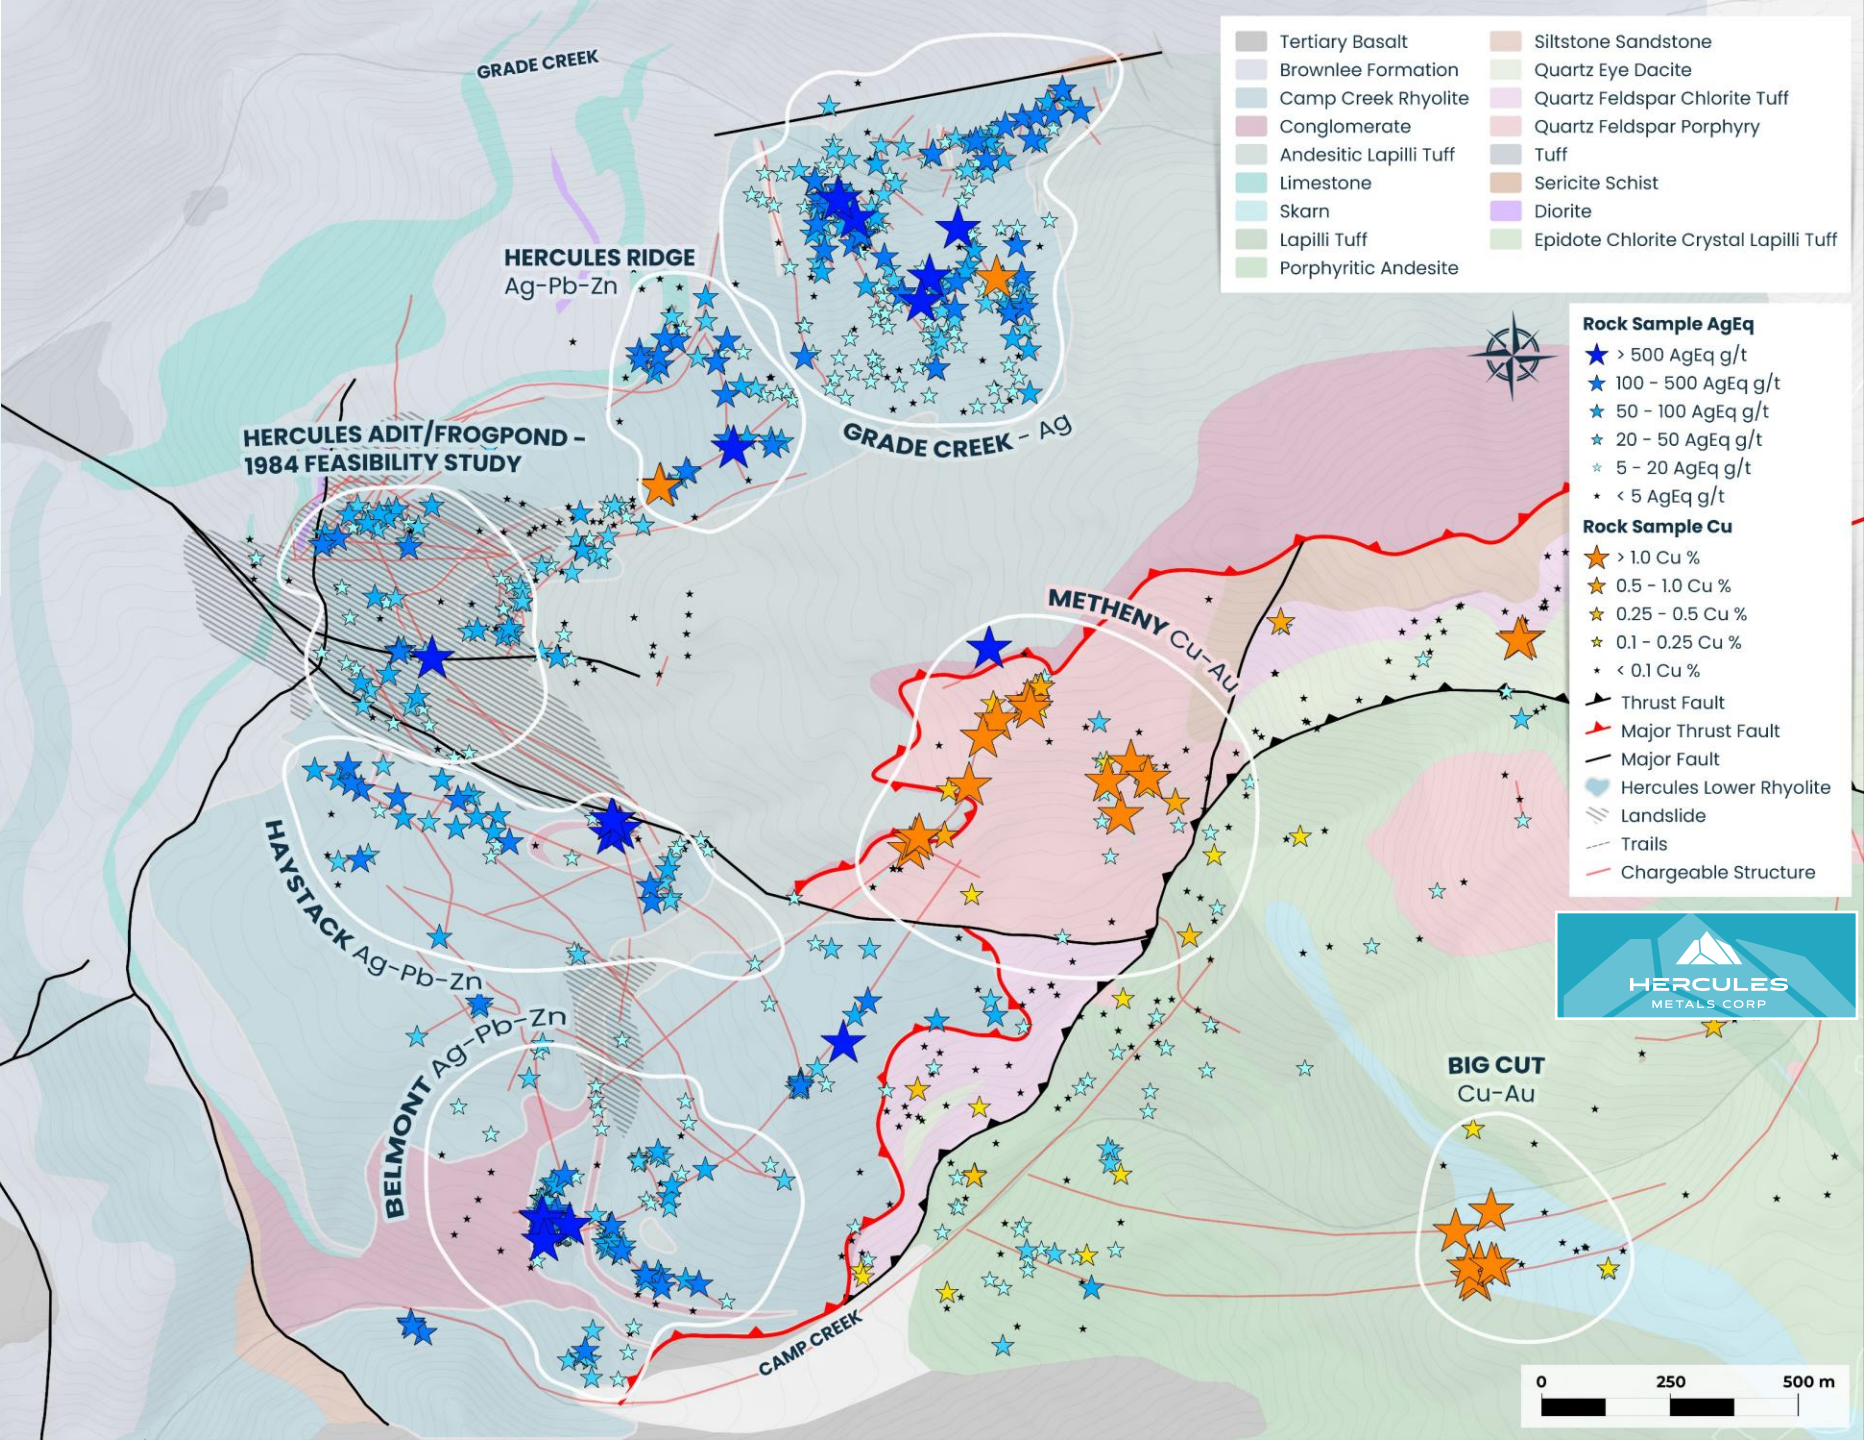 GRADE CREEK
HERCULES RIDGE
Ag-Pb-Zn
GRADE CREEK - Ag
HERCULES ADIT/FROGPOND -
1984 FEASIBILITY STUDY
METHENY Cu-Au
HAYSTACK Ag-Pb-Zn
BELMONT Ag-Pb-Zn
CAMP CREEK
BIG CUT
Cu-Au
Tertiary Basalt
Brownlee Formation
Camp Creek Rhyolite
Conglomerate
Andesitic Lapilli Tuff
Limestone
Skarn
Lapilli Tuff
Porphyritic Andesite
Siltstone Sandstone
Quartz Eye Dacite
Quartz Feldspar Chlorite Tuff
Quartz Feldspar Porphyry
Tuff
Sericite Schist
Diorite
Epidote Chlorite Crystal Lapilli Tuff
Rock Sample AgEq
> 500 AgEq g/t
100 - 500 AgEq g/t
50 - 100 AgEq g/t
20 - 50 AgEq g/t
5 - 20 AgEq g/t
< 5 AgEq g/t
Rock Sample Cu
> 1.0 Cu %
0.5 - 1.0 Cu %
0.25 - 0.5 Cu %
0.1 - 0.25 Cu %
< 0.1 Cu %
Thrust Fault
Major Thrust Fault
Major Fault
Hercules Lower Rhyolite
Landslide
Trails
Chargeable Structure
HERCULES
METALS CORP
0 250 500 m